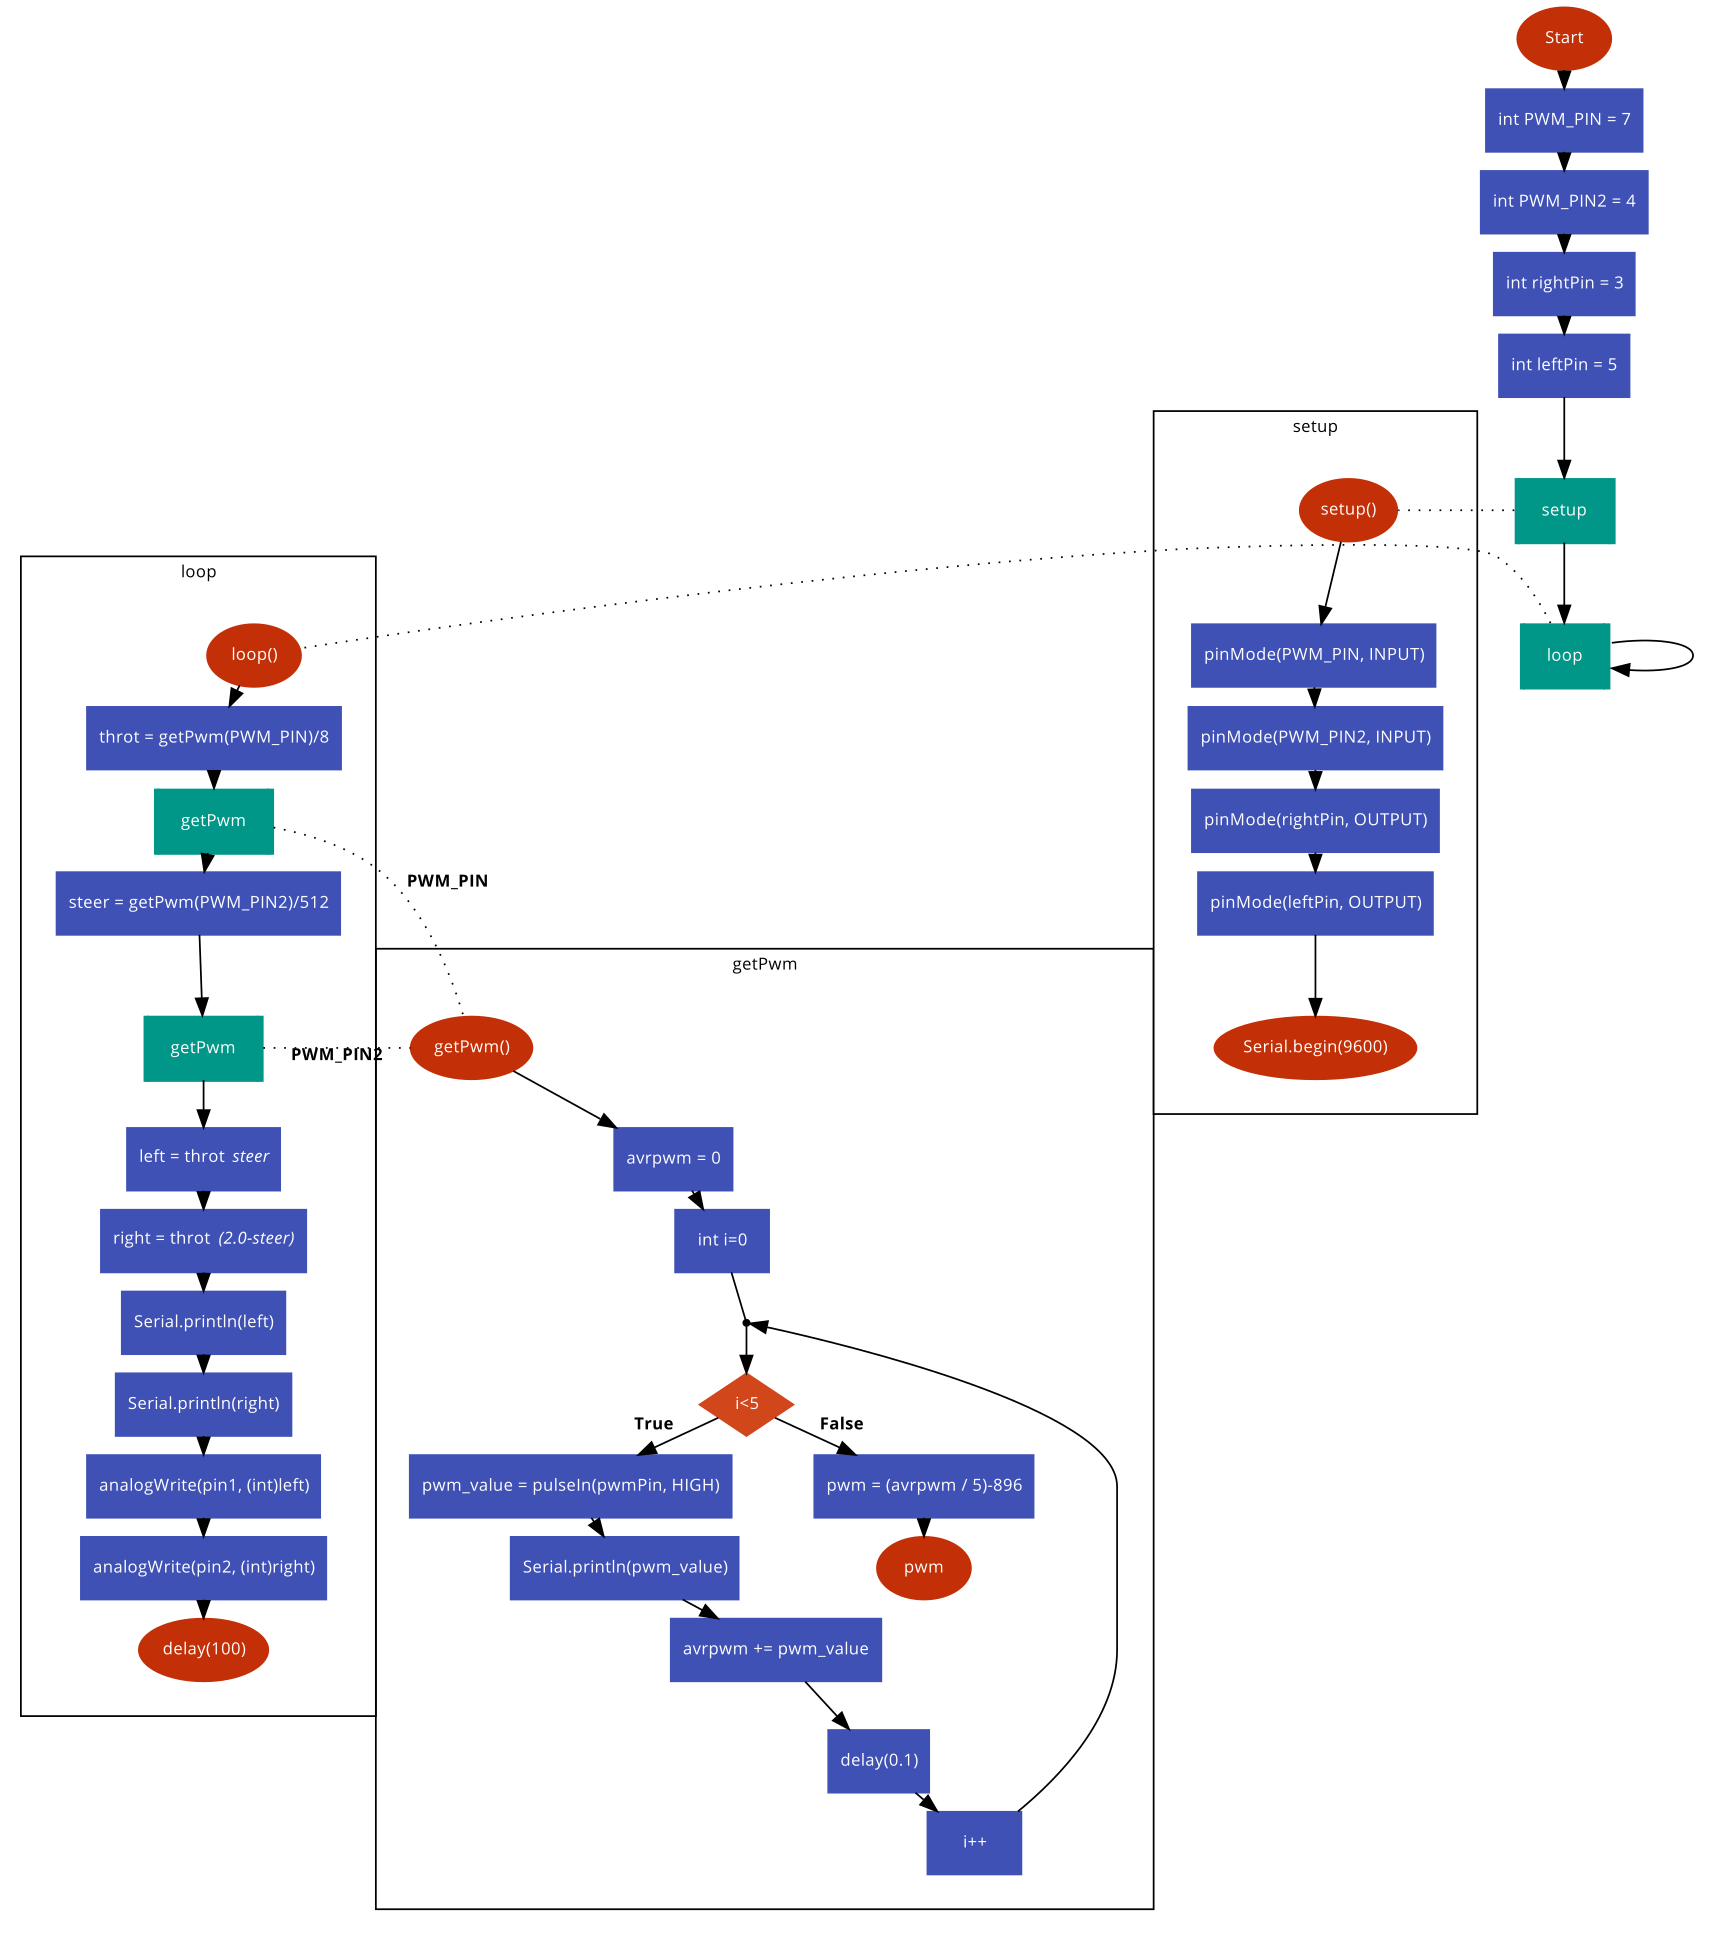 Start
int PWM_PIN = 7
int PWM_PIN2 = 4
int rightPin = 3
int leftPin = 5
setup
loop
setup
setup()
pinMode(PWM_PIN, INPUT)
pinMode(PWM_PIN2, INPUT)
pinMode(rightPin, OUTPUT)
pinMode(leftPin, OUTPUT)
Serial.begin(9600)
loop
loop()
throt = getPwm(PWM_PIN)/8
getPwm
PWM_PIN
steer = getPwm(PWM_PIN2)/512
getPwm
PWM_PIN2
left = throt steer
right = throt (2.0-steer)
Serial.println(left)
Serial.println(right)
analogWrite(pin1, (int)left)
analogWrite(pin2, (int)right)
delay(100)
getPwm
getPwm()
avrpwm = 0
int i=0
i<5
True
False
pwm_value = pulseIn(pwmPin, HIGH)
pwm = (avrpwm / 5)-896
Serial.println(pwm_value)
pwm
avrpwm += pwm_value
delay(0.1)
i++